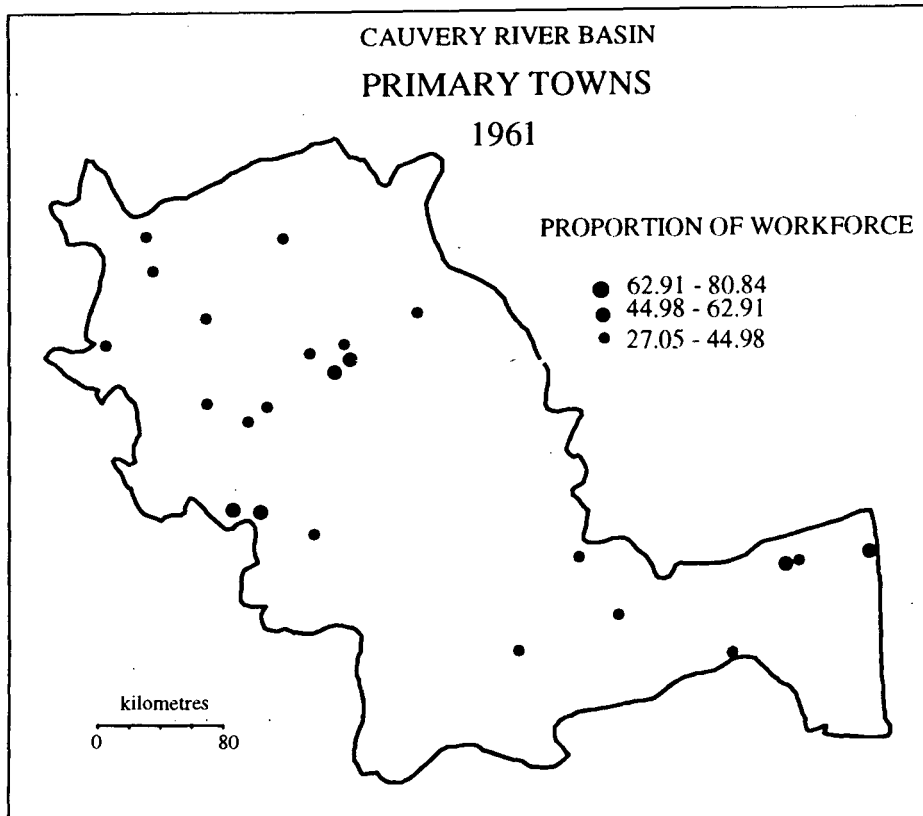 CAUVERY RIVER BASIN
PRIMARY TOWNS
1961
PROPORTION OF WORKFORCE
62.91 - 80.84
44.98 - 62.91
27.05 - 44.98
kilometres
0 80